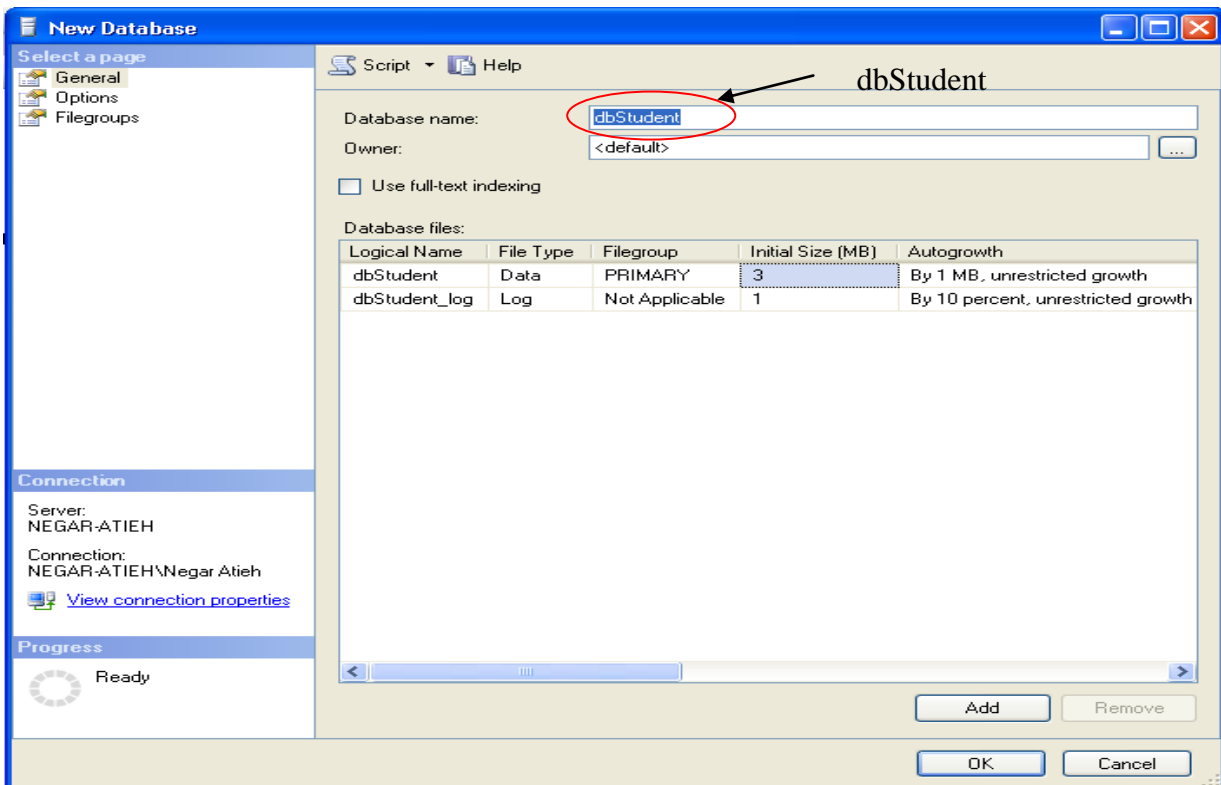 New Database
Select a page
General
Options
Filegroups
Script Help
dbStudent
Database name: dbStudent
Owner: <default> ...
Use full-text indexing
Database files:
Logical Name File Type Filegroup Initial Size (MB) Autogrowth
dbStudent Data PRIMARY 3 By 1 MB, unrestricted growth
dbStudent_log Log Not Applicable 1 By 10 percent, unrestricted growth
Connection
Server:
NEGAR-ATIEH
Connection:
NEGAR-ATIEH\Negar Atieh
View connection properties
Progress
Ready
Add Remove
OK Cancel